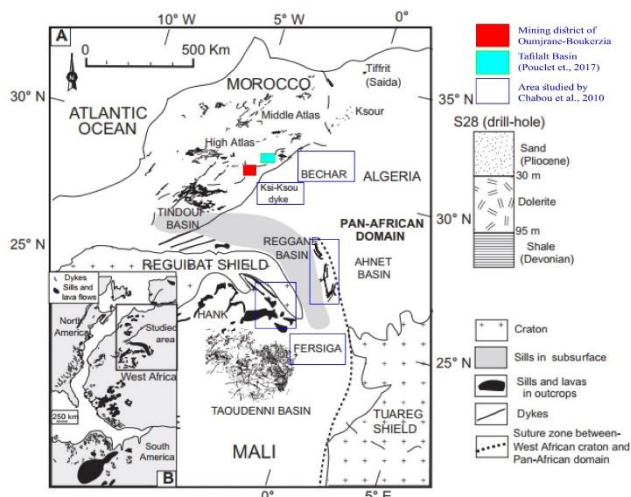 10° W
5°W
0°
A
0
500 Km
Tiffrit
(Saida)
MOROCCO
30° N
35° N
ATLANTIC
OCEAN
Middle Atlas
Ksour
High Atlas
BECHAR
ALGERIA
Ksi-Ksou
dyke
TINDOUF
BASIN
30° N
PAN-AFRICAN
DOMAIN
25° N
REGGANE
BASIN
AHNET
BASIN
REGUIBAT SHIELD
Dykes
Sills and
lava flows
North
America
Studied
area
HANK
West Africa
FERSIGA
25° N
250 km
TAOUDENNI BASIN
TUAREG
SHIELD
South
America
MALI
B
0°
5° E
Mining district of
Oumjrane-Boukerzia
Tafilalt Basin
(Pouclet et., 2017)
Area studied by
Chabou et al., 2010
S28 (drill-hole)
Sand
(Pliocene)
30 m
Dolerite
95 m
Shale
(Devonian)
Craton
Sills in subsurface
Sills and lavas
in outcrops
Dykes
Suture zone between-
West African craton and
Pan-African domain